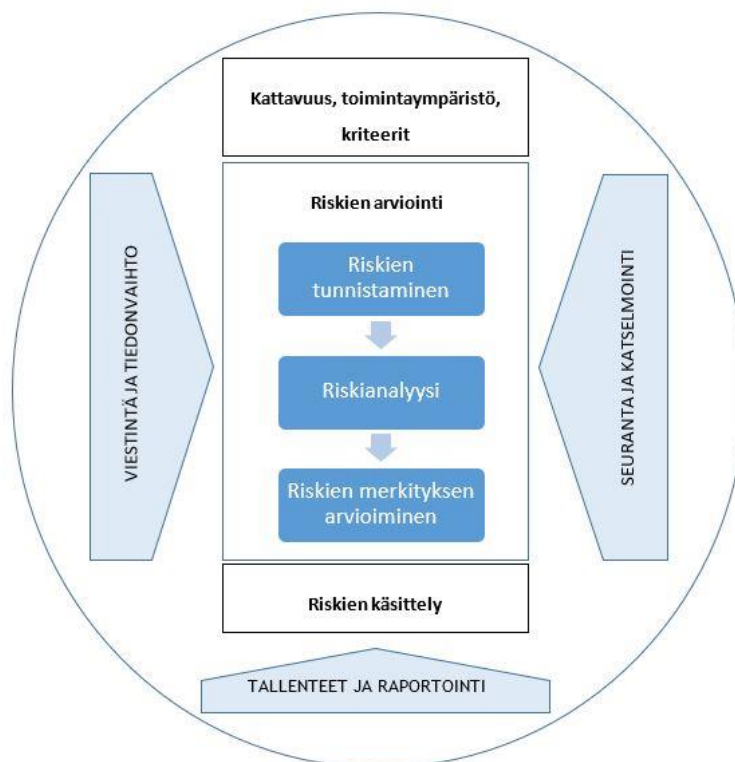 Kattavuus, toimintaympäristö,
kriteerit
Riskien arviointi
Riskien
tunnistaminen
Riskianalyysi
Riskien merkityksen
arvioiminen
Riskien käsittely
VIESTINTÄ JA TIEDONVAIHTO
SEURANTA JA KATSELMOINTI
TALLENTEET JA RAPORTOINTI